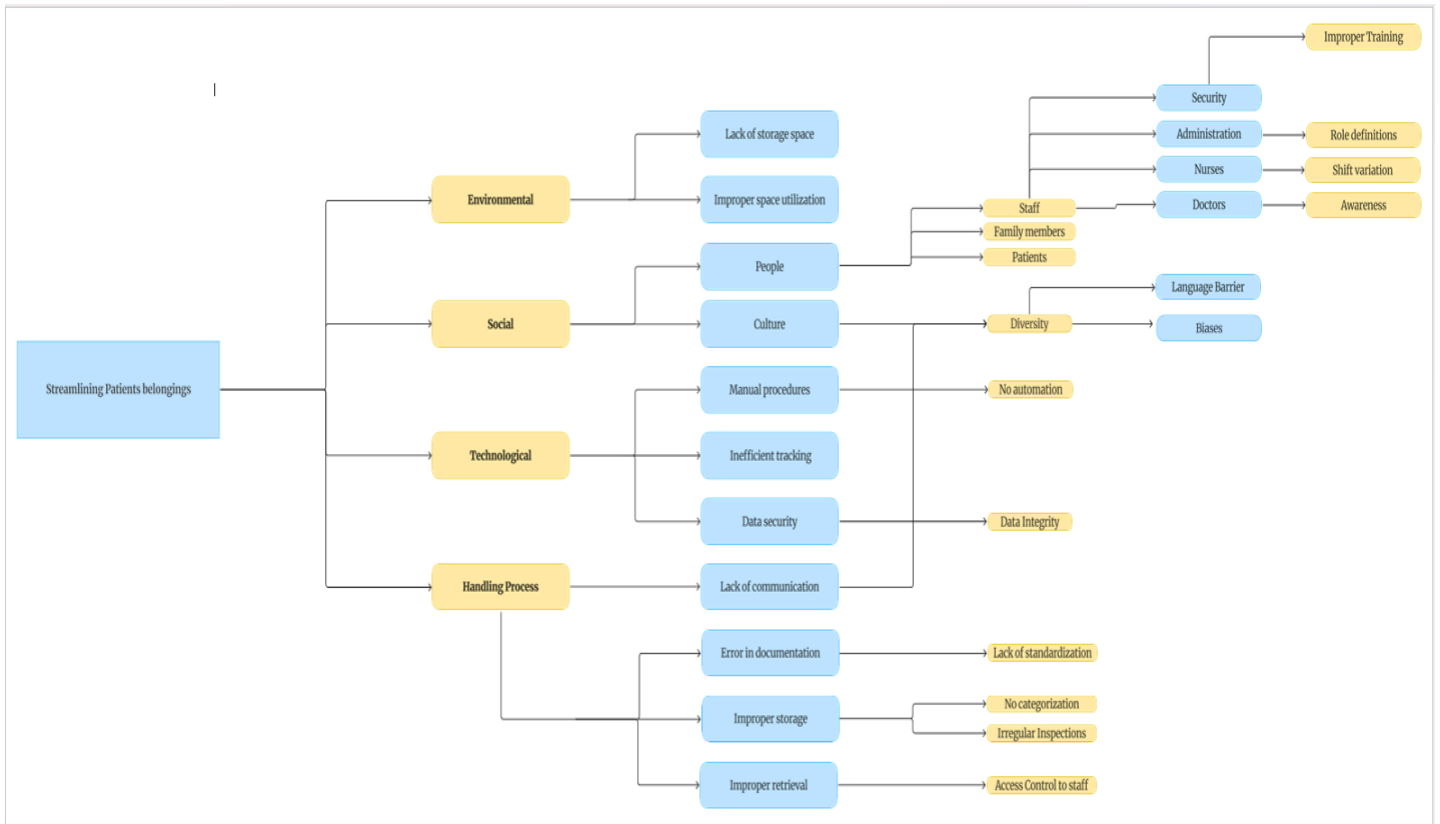 Improper Training
Security
Lack of storage space
Administration
Role definitions
Nurses
Shift variation
Environmental
Improper space utilization
Staff
Doctors
Awareness
Family members
Patients
People
Language Barrier
Social
Culture
Diversity
Biases
Streamlining Patients belongings
Manual procedures
No automation
Technological
Inefficient tracking
Data security
Data Integrity
Handling Process
Lack of communication
Error in documentation
Lack of standardization
Improper storage
No categorization
Irregular Inspections
Improper retrieval
Access Control to staff